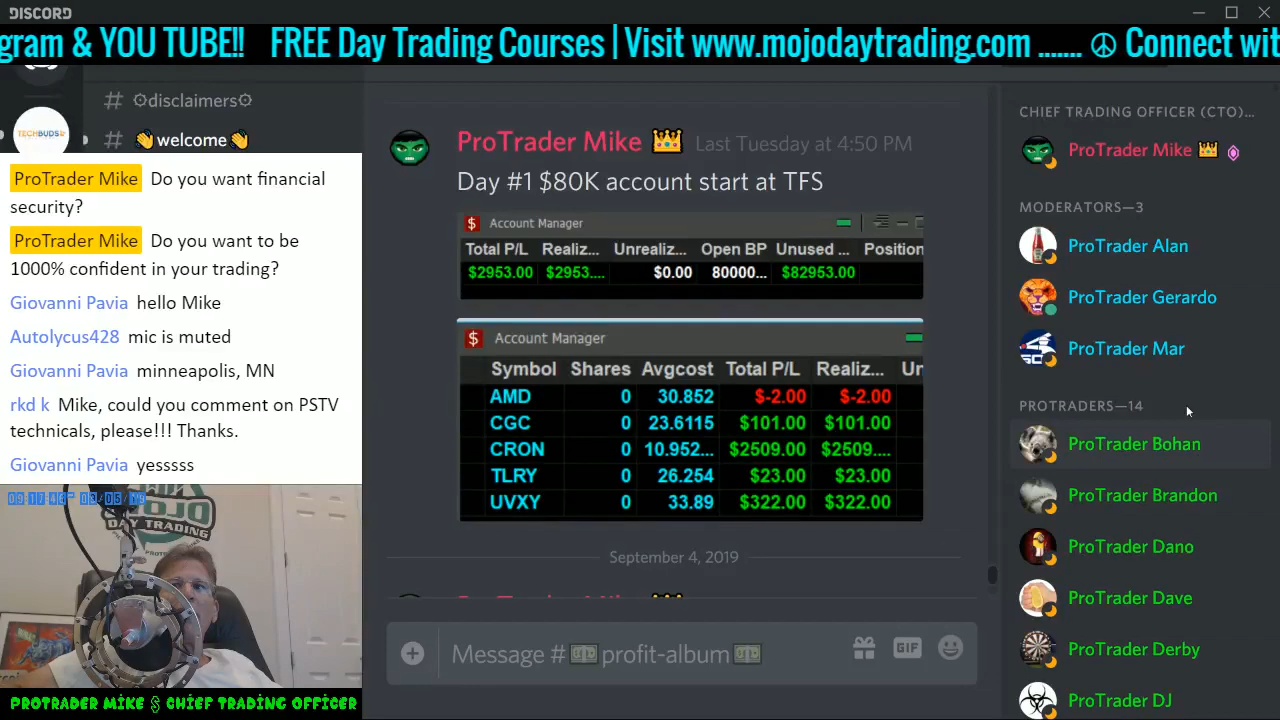 DISCORD
gram & YOU TUBE!! FREE Day Trading Courses | Visit www.mojodaytrading.com ....... ☮ Connect wit
# ⚙disclaimers⚙
TECHBUDS
# 👋welcome👋
ProTrader Mike Do you want financial
security?
ProTrader Mike Do you want to be
1000% confident in your trading?
Giovanni Pavia hello Mike
Autolycus428 mic is muted
Giovanni Pavia minneapolis, MN
rkd k Mike, could you comment on PSTV
technicals, please!!! Thanks.
Giovanni Pavia yesssss
DAY TRADING
PROTRADER MIKE $ CHIEF TRADING OFFICER
ProTrader Mike 👑 Last Tuesday at 4:50 PM
Day #1 $80K account start at TFS
$ Account Manager
Total P/L Realiz... Unrealiz... Open BP Unused ... Position
$2953.00 $2953.... $0.00 80000... $82953.00
$ Account Manager
Symbol Shares Avgcost Total P/L Realiz... Un
AMD 0 30.852 $-2.00 $-2.00
CGC 0 23.6115 $101.00 $101.00
CRON 0 10.952... $2509.00 $2509....
TLRY 0 26.254 $23.00 $23.00
UVXY 0 33.89 $322.00 $322.00
September 4, 2019
Message # 💵profit-album💵
GIF
CHIEF TRADING OFFICER (CTO)...
ProTrader Mike 👑
MODERATORS—3
ProTrader Alan
ProTrader Gerardo
ProTrader Mar
PROTRADERS—14
ProTrader Bohan
ProTrader Brandon
ProTrader Dano
ProTrader Dave
ProTrader Derby
ProTrader DJ